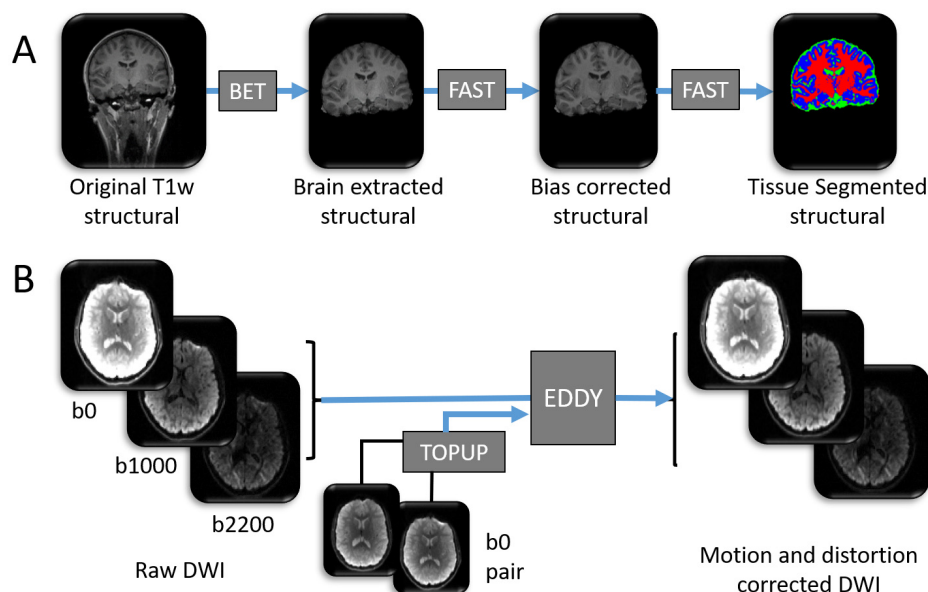 A
BET
FAST
FAST
Original T1w
structural
Brain extracted
structural
Bias corrected
structural
Tissue Segmented
structural
B
b0
b1000
b2200
Raw DWI
TOPUP
EDDY
b0
pair
Motion and distortion
corrected DWI